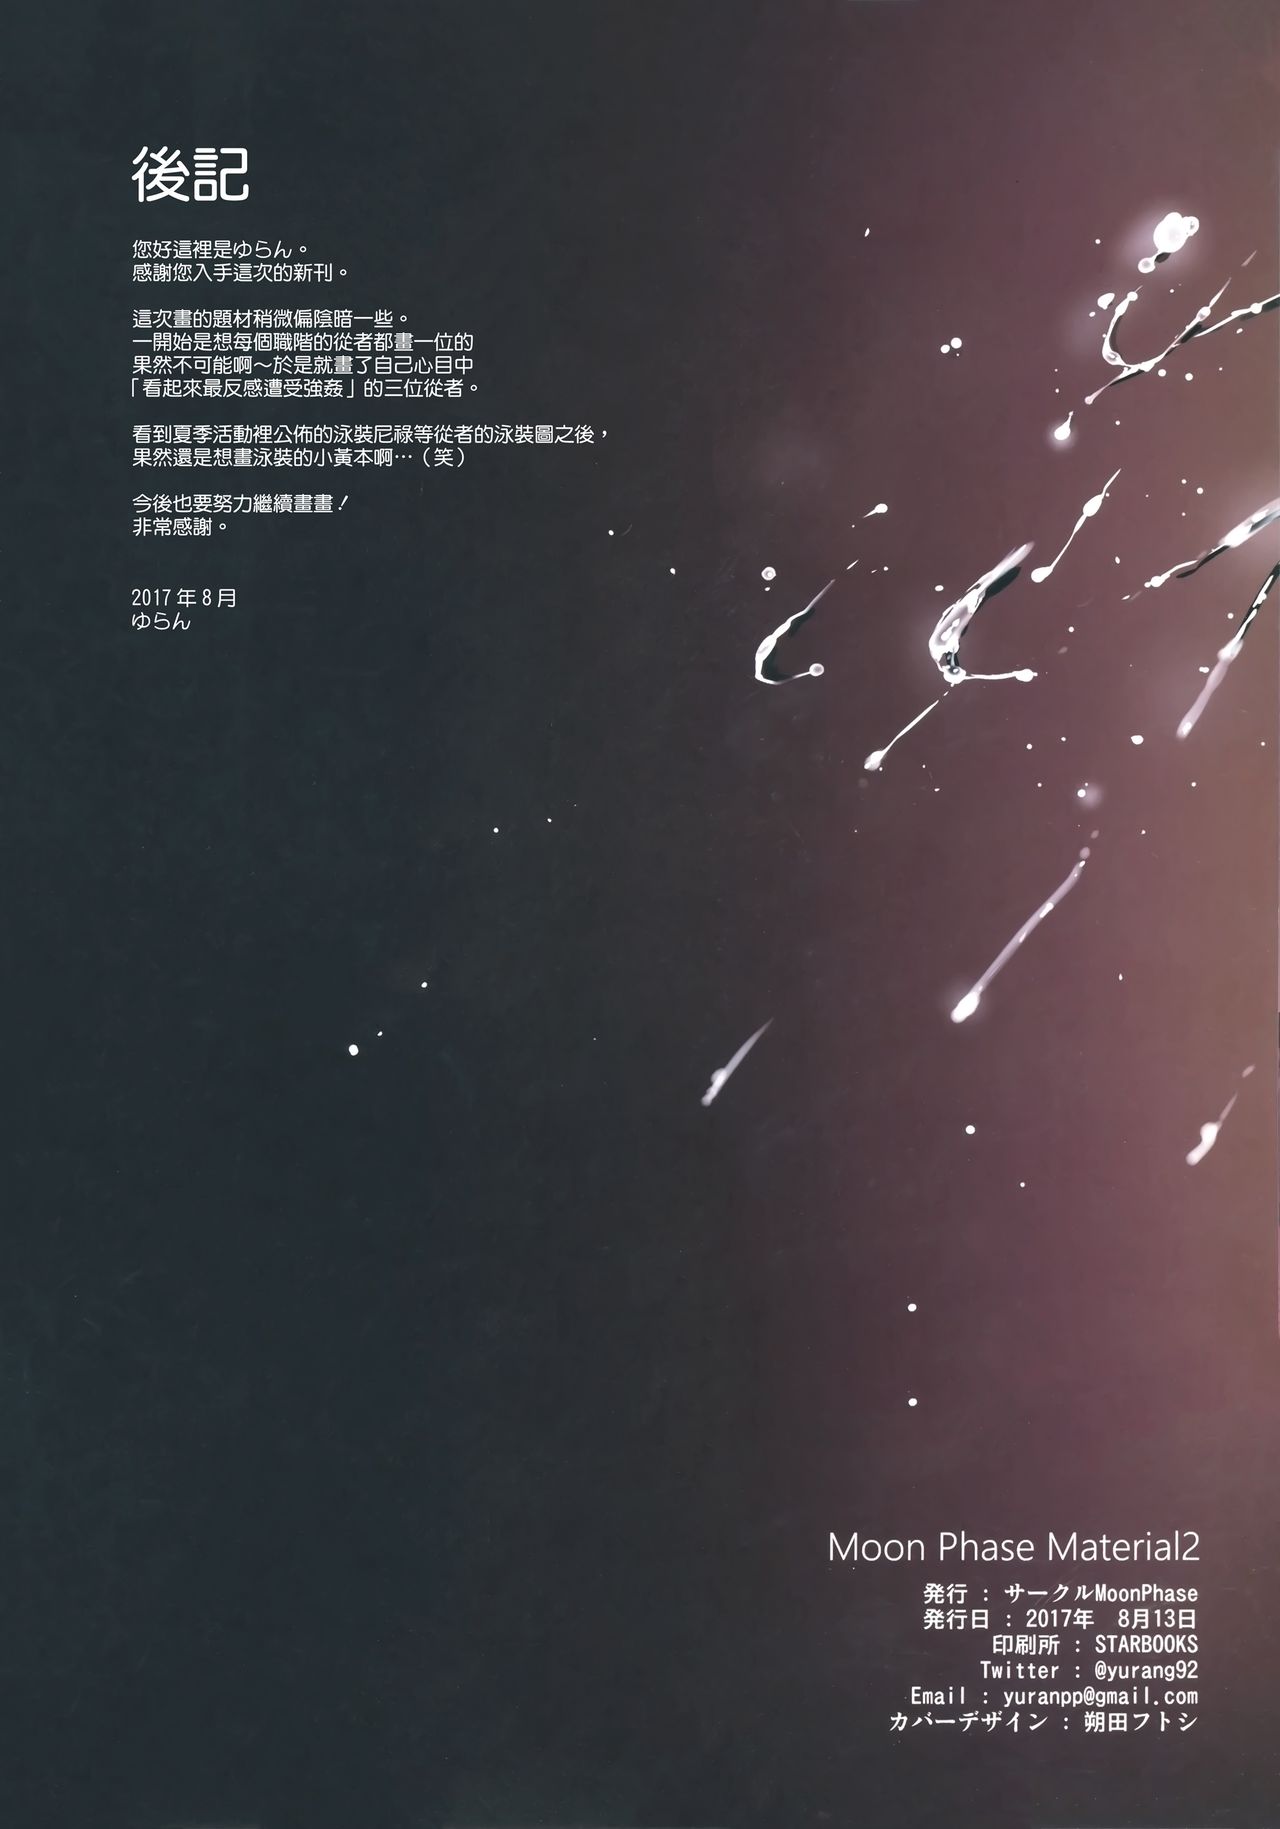 後記
您好這裡是ゆらん。
感謝您入手這次的新刊。
這次畫的題材稍微偏陰暗一些。
一開始是想每個職階的從者都畫一位的
果然不可能啊～於是就畫了自己心目中
「看起來最反感遭受強姦」的三位從者。
看到夏季活動裡公佈的泳裝尼祿等從者的泳裝圖之後，
果然還是想畫泳裝的小黃本啊…（笑）
今後也要努力繼續畫畫！
非常感謝。
2017年8月
ゆらん
Moon Phase Material2
発行 : サークルMoonPhase
発行日 : 2017年 8月13日
印刷所 : STARBOOKS
Twitter : @yurang92
Email : yuranpp@gmail.com
カバーデザイン : 朔田フトシ